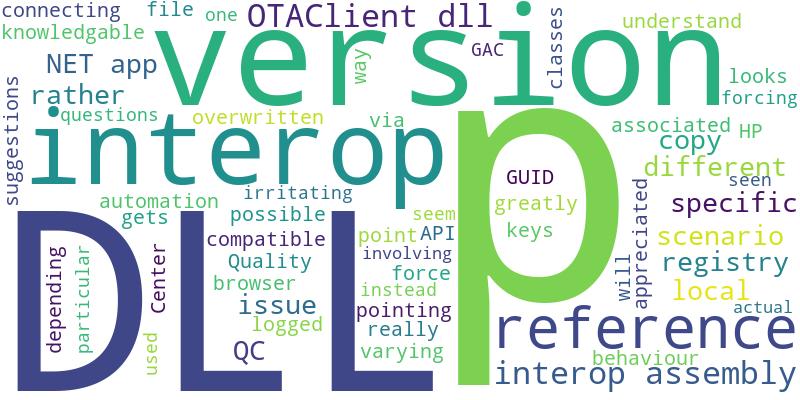 connecting file one OTAClient dll way GAC classes understand
knowledgable
NET app version looks
rather forcing
suggestions questions overwritten via associated HP
interop p copy
different
automation irritating GUID seen
gets possible seem greatly specific
DLL compatible point API keys appreciated scenario
depending particular Center Quality involving registry
browser force will local
issue instead
logged pointing actual
really reference
used QC varying behaviour
interop assembly